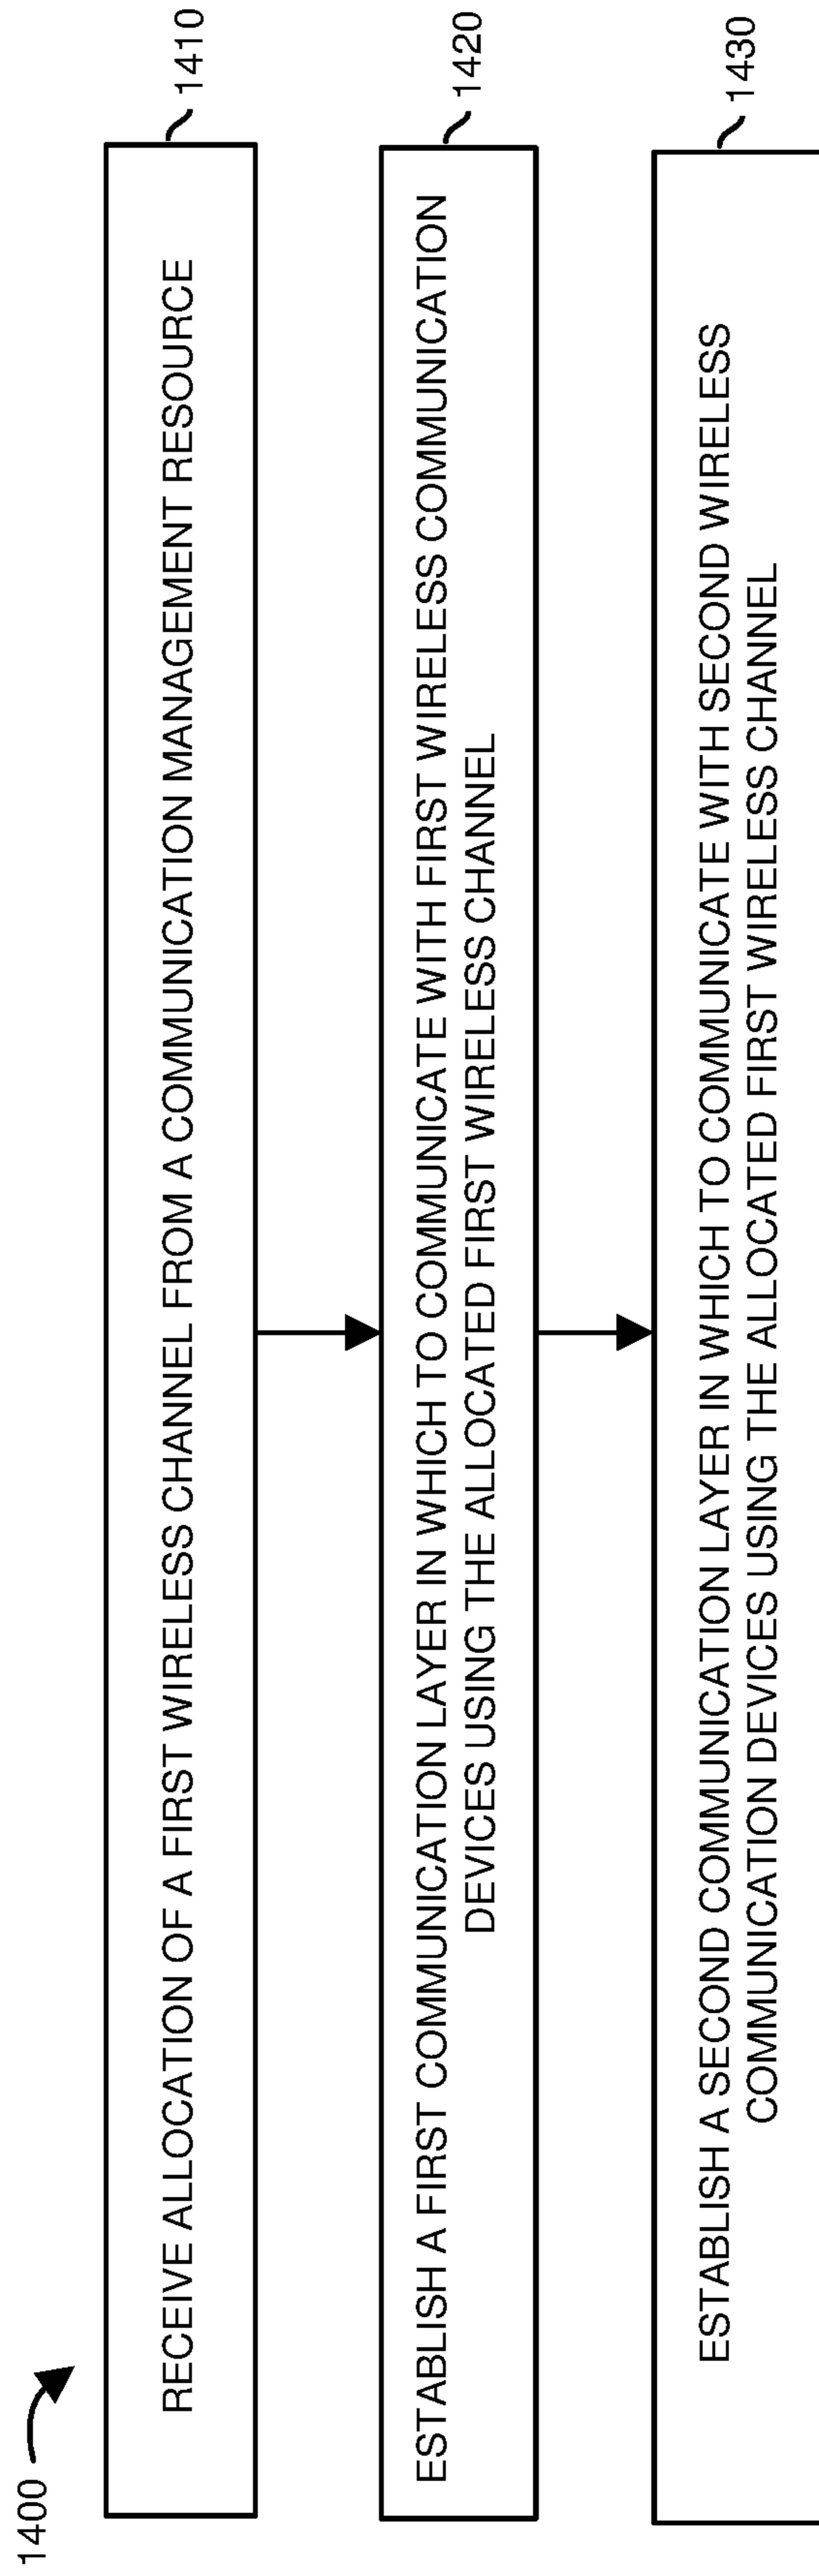 1400
RECEIVE ALLOCATION OF A FIRST WIRELESS CHANNEL FROM A COMMUNICATION MANAGEMENT RESOURCE
1410
ESTABLISH A FIRST COMMUNICATION LAYER IN WHICH TO COMMUNICATE WITH FIRST WIRELESS COMMUNICATION
DEVICES USING THE ALLOCATED FIRST WIRELESS CHANNEL
1420
ESTABLISH A SECOND COMMUNICATION LAYER IN WHICH TO COMMUNICATE WITH SECOND WIRELESS
COMMUNICATION DEVICES USING THE ALLOCATED FIRST WIRELESS CHANNEL
1430